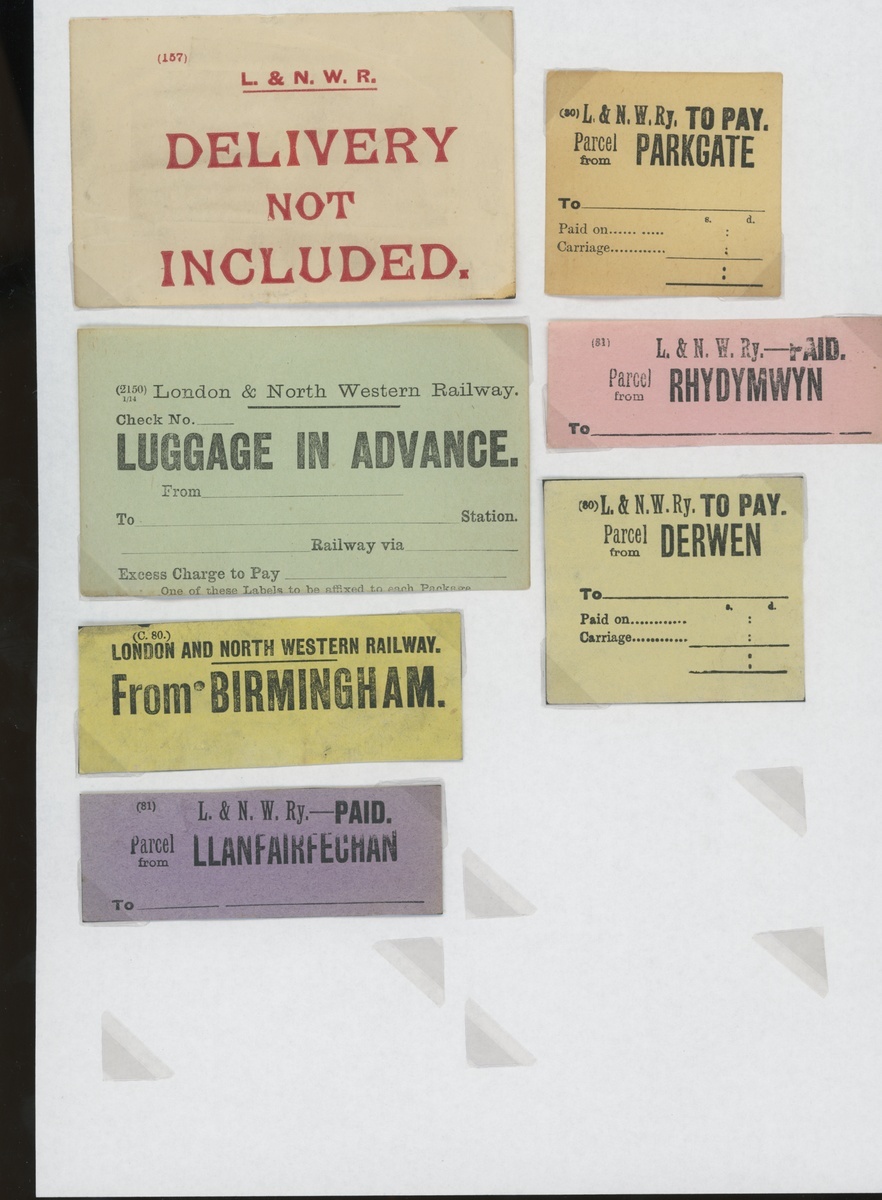 (157)
L. & N. W. R.
DELIVERY
NOT
INCLUDED.
(2150) London & North Western Railway.
1/14
Check No.
LUGGAGE IN ADVANCE.
From
To Station.
Railway via
Excess Charge to Pay
One of these Labels to be affixed to each Package
(C. 80.)
LONDON AND NORTH WESTERN RAILWAY.
From BIRMINGHAM.
(81) L. & N. W. Ry.—PAID.
Parcel from LLANFAIRFECHAN
To
(80) L. & N.W. Ry. TO PAY.
Parcel from PARKGATE
To
s. d.
Paid on...... ..... :
Carriage............ :
:
(81) L. & N. W. Ry.—PAID.
Parcel from RHYDYMWYN
To
(80) L. & N.W. Ry. TO PAY.
Parcel from DERWEN
To
s. d.
Paid on............ :
Carriage............ :
: